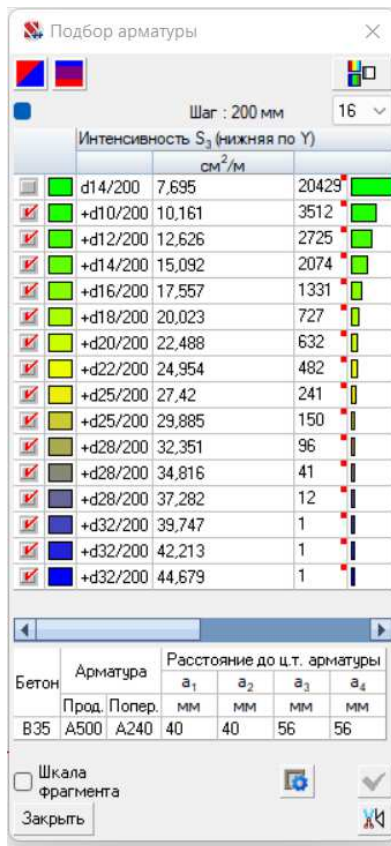 Подбор арматуры
Шаг : 200 мм 16
Интенсивность S3 (нижняя по Y)
см2/м
d14/200 7,695 20429
+d10/200 10,161 3512
+d12/200 12,626 2725
+d14/200 15,092 2074
+d16/200 17,557 1331
+d18/200 20,023 727
+d20/200 22,488 632
+d22/200 24,954 482
+d25/200 27,42 241
+d25/200 29,885 150
+d28/200 32,351 96
+d28/200 34,816 41
+d28/200 37,282 12
+d32/200 39,747 1
+d32/200 42,213 1
+d32/200 44,679 1
Бетон Арматура Расстояние до ц.т. арматуры
a1 a2 a3 a4
Прод. Попер. мм мм мм мм
B35 A500 A240 40 40 56 56
Шкала
фрагмента
Закрыть